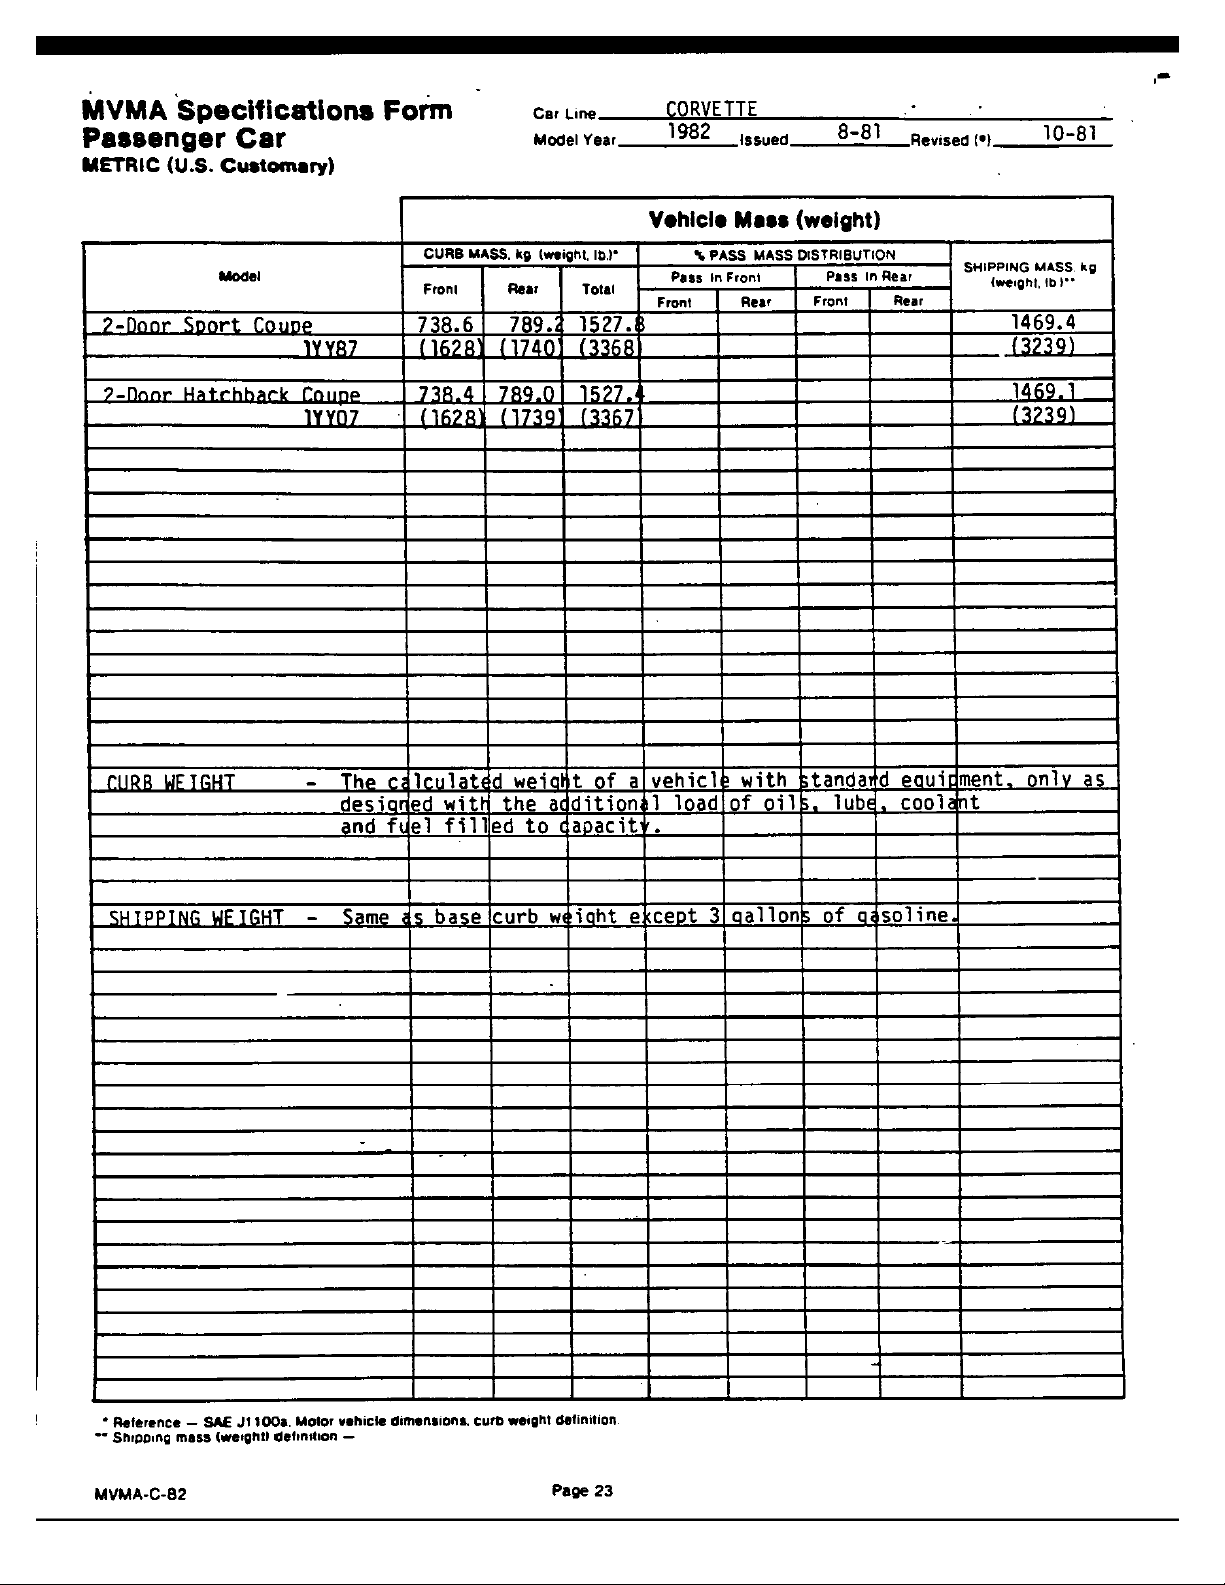 MVMA Specifications Form
Passenger Car
METRIC (U.S. Customary)
Car Line CORVETTE
Model Year 1982 Issued 8-81 Revised (•) 10-81
Vehicle Mass (weight)
Model
CURB MASS, kg (weight, lb.)*
% PASS MASS DISTRIBUTION
SHIPPING MASS, kg (weight, lb)**
Pass In Front Pass In Rear
Front Rear Total Front Rear Front Rear
2-Door Sport Coupe 738.6 789.2 1527.8 1469.4
1YY87 (1628) (1740) (3368) (3239)
2-Door Hatchback Coupe 738.4 789.0 1527.4 1469.1
1YY07 (1628) (1739) (3367) (3239)
CURB WEIGHT - The calculated weight of a vehicle with standard equipment, only as
designed with the additional load of oils, lube, coolant
and fuel filled to capacity.
SHIPPING WEIGHT - Same as base curb weight except 3 gallons of gasoline.
* Reference — SAE J1100a. Motor vehicle dimensions, curb weight definition.
** Shipping mass (weight) definition —
MVMA-C-82 Page 23